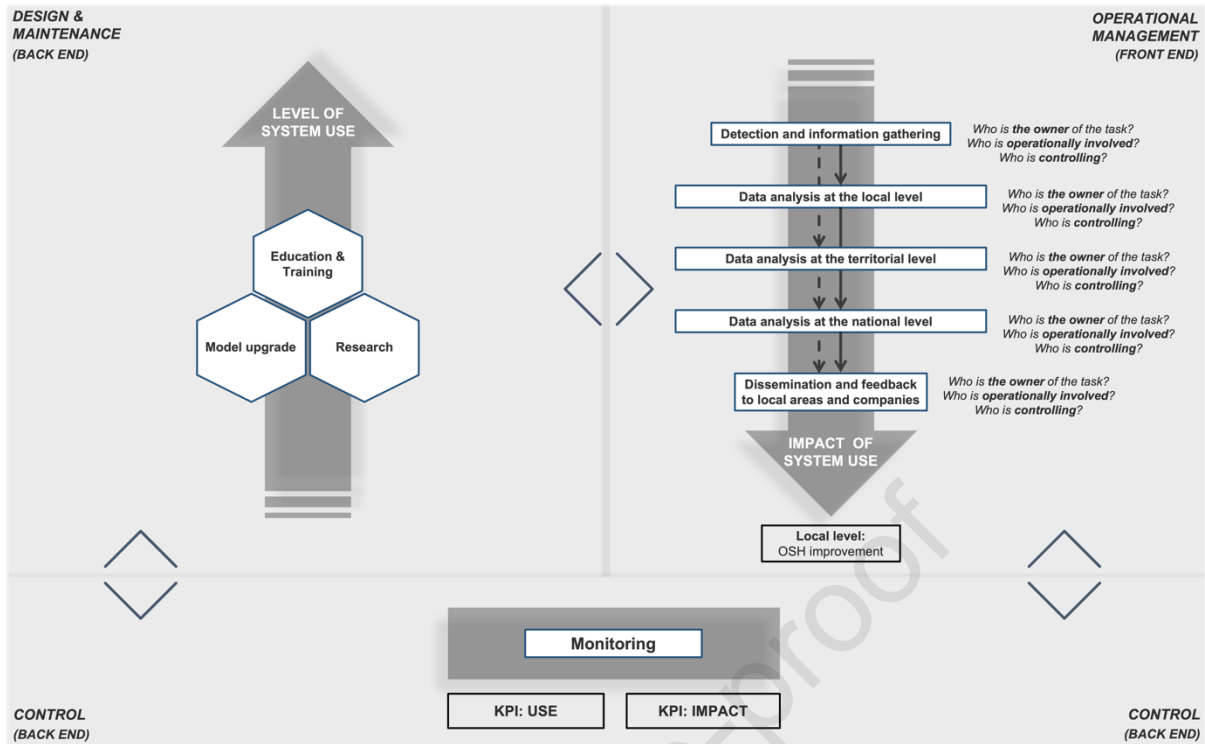 DESIGN &
MAINTENANCE
(BACK END)
LEVEL OF
SYSTEM USE
Education &
Training
Model upgrade
Research
OPERATIONAL
MANAGEMENT
(FRONT END)
Detection and information gathering
Who is the owner of the task?
Who is operationally involved?
Who is controlling?
Data analysis at the local level
Who is the owner of the task?
Who is operationally involved?
Who is controlling?
Data analysis at the territorial level
Who is the owner of the task?
Who is operationally involved?
Who is controlling?
Data analysis at the national level
Who is the owner of the task?
Who is operationally involved?
Who is controlling?
Dissemination and feedback
to local areas and companies
Who is the owner of the task?
Who is operationally involved?
Who is controlling?
IMPACT OF
SYSTEM USE
Local level:
OSH improvement
Monitoring
KPI: USE
KPI: IMPACT
CONTROL
(BACK END)
CONTROL
(BACK END)
-proof